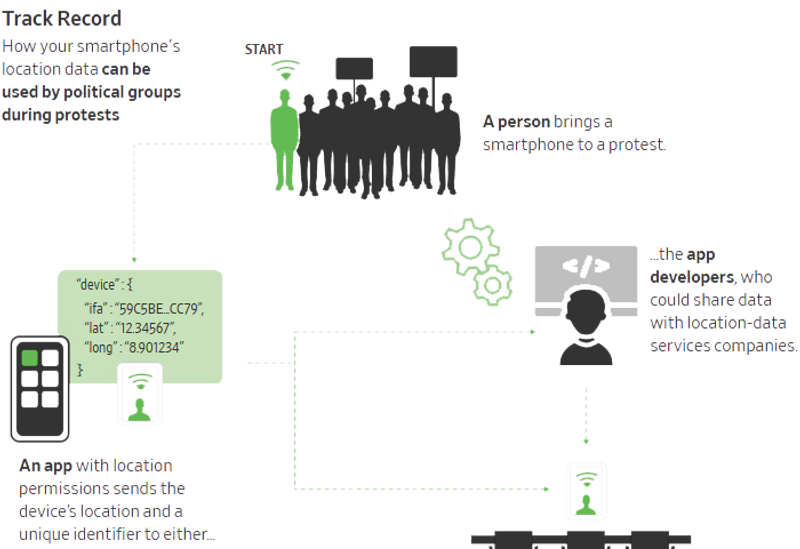 Track Record
How your smartphone’s
location data can be
used by political groups
during protests
START
A person brings a
smartphone to a protest.
“device” : {
“ifa” : “59C5BE...CC79”,
“lat” : “12.34567”,
“long” : “8.901234”
}
An app with location
permissions sends the
device’s location and a
unique identifier to either...
</>
...the app
developers, who
could share data
with location-data
services companies.